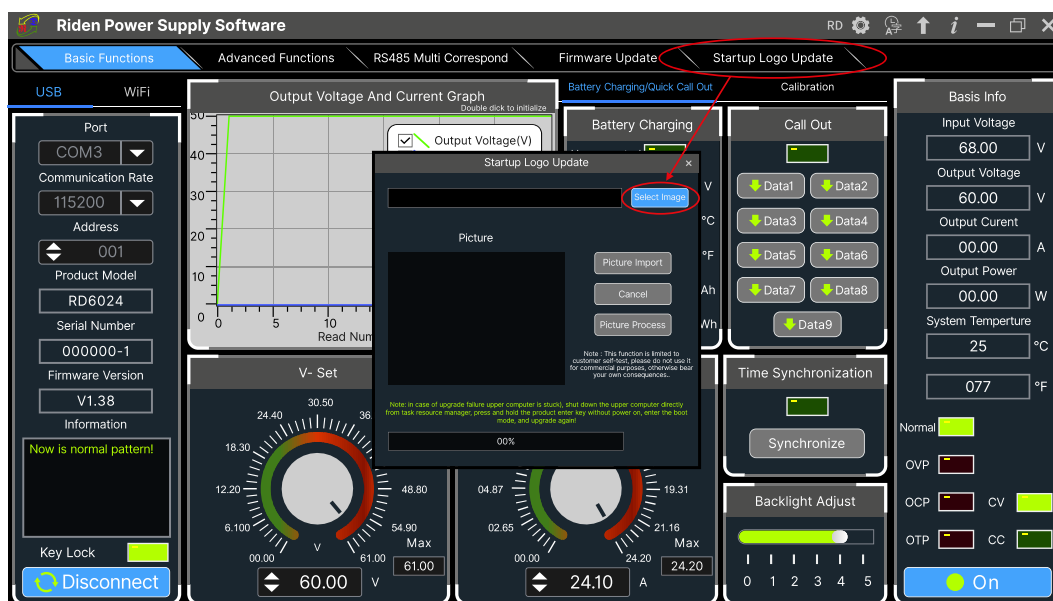 Riden Power Supply Software
RD
Basic Functions
Advanced Functions
RS485 Multi Correspond
Firmware Update
Startup Logo Update
USB
WiFi
Port
COM3
Communication Rate
115200
Address
001
Product Model
RD6024
Serial Number
000000-1
Firmware Version
V1.38
Information
Now is normal pattern!
Key Lock
Disconnect
Output Voltage And Current Graph
Double dick to Initialize
50
40
30
20
10
0
0
5
10
Read Num
Output Voltage(V)
Battery Charging/Quick Call Out
Calibration
Battery Charging
V
°C
°F
Ah
Wh
Call Out
Data1
Data2
Data3
Data4
Data5
Data6
Data7
Data8
Data9
Startup Logo Update
×
Select Image
Picture
Picture Import
Cancel
Picture Process
Note : This function is limited to
customer self-test, please do not use it
for commercial purposes, otherwise bear
your own consequences..
Note: in case of upgrade failure upper computer is stuck), shut down the upper computer directly
from task resource manager, press and hold the product enter key without power on, enter the boot
mode, and upgrade again!
00%
V- Set
30.50
24.40
36.
18.30
12.20
48.80
6.100
54.90
00.00
V
61.00
Max
61.00
60.00
V
04.87
19.31
02.65
21.16
00.00
24.20
Max
24.20
24.10
A
Time Synchronization
Synchronize
Backlight Adjust
0 1 2 3 4 5
Basis Info
Input Voltage
68.00 V
Output Voltage
60.00 V
Output Curent
00.00 A
Output Power
00.00 W
System Temperture
25 °C
077 °F
Normal
OVP
OCP
CV
OTP
CC
On